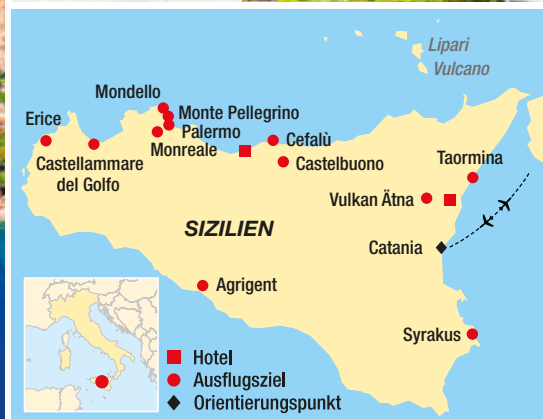 Lipari
Vulcano
Mondello
Monte Pellegrino
Erice
Palermo
Cefalù
Monreale
Castellammare
del Golfo
Castelbuono
Taormina
Vulkan Ätna
SIZILIEN
Catania
Agrigent
Syrakus
Hotel
Ausflugsziel
Orientierungspunkt